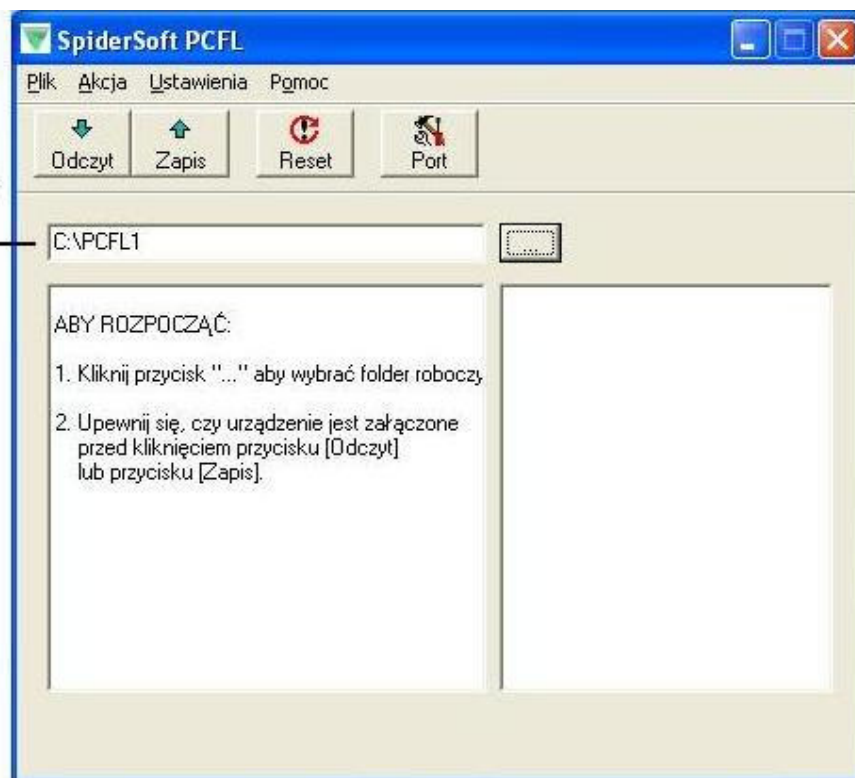 SpiderSoft PCFL
Plik Akcja Ustawienia Pomoc
Odczyt Zapis Reset Port
C:\PCFL1
...
ABY ROZPOCZĄĆ:
1. Kliknij przycisk "..." aby wybrać folder roboczy
2. Upewnij się, czy urządzenie jest załączone
przed kliknięciem przycisku [Odczyt]
lub przycisku [Zapis].